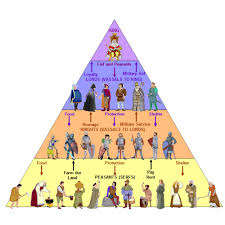 KING
Fief and Peasants
Loyalty
Military Aid
LORDS (VASSALS TO KING)
Food
Protection
Shelter
Homage
Military Service
KNIGHTS (VASSALS TO LORDS)
Food
Protection
Shelter
Farm the
Land
Pay
Rent
PEASANTS (SERFS)